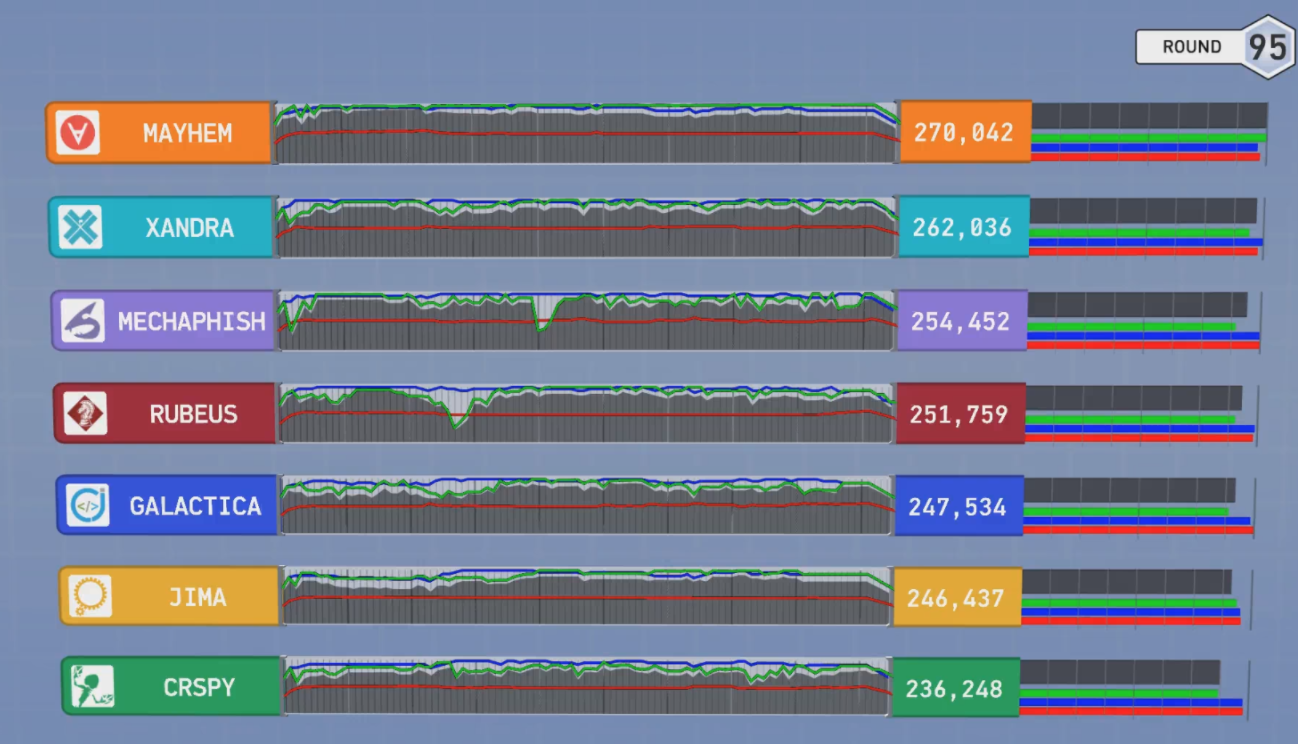 ROUND 95
MAYHEM 270,042
XANDRA 262,036
MECHAPHISH 254,452
RUBEUS 251,759
GALACTICA 247,534
JIMA 246,437
CRSPY 236,248